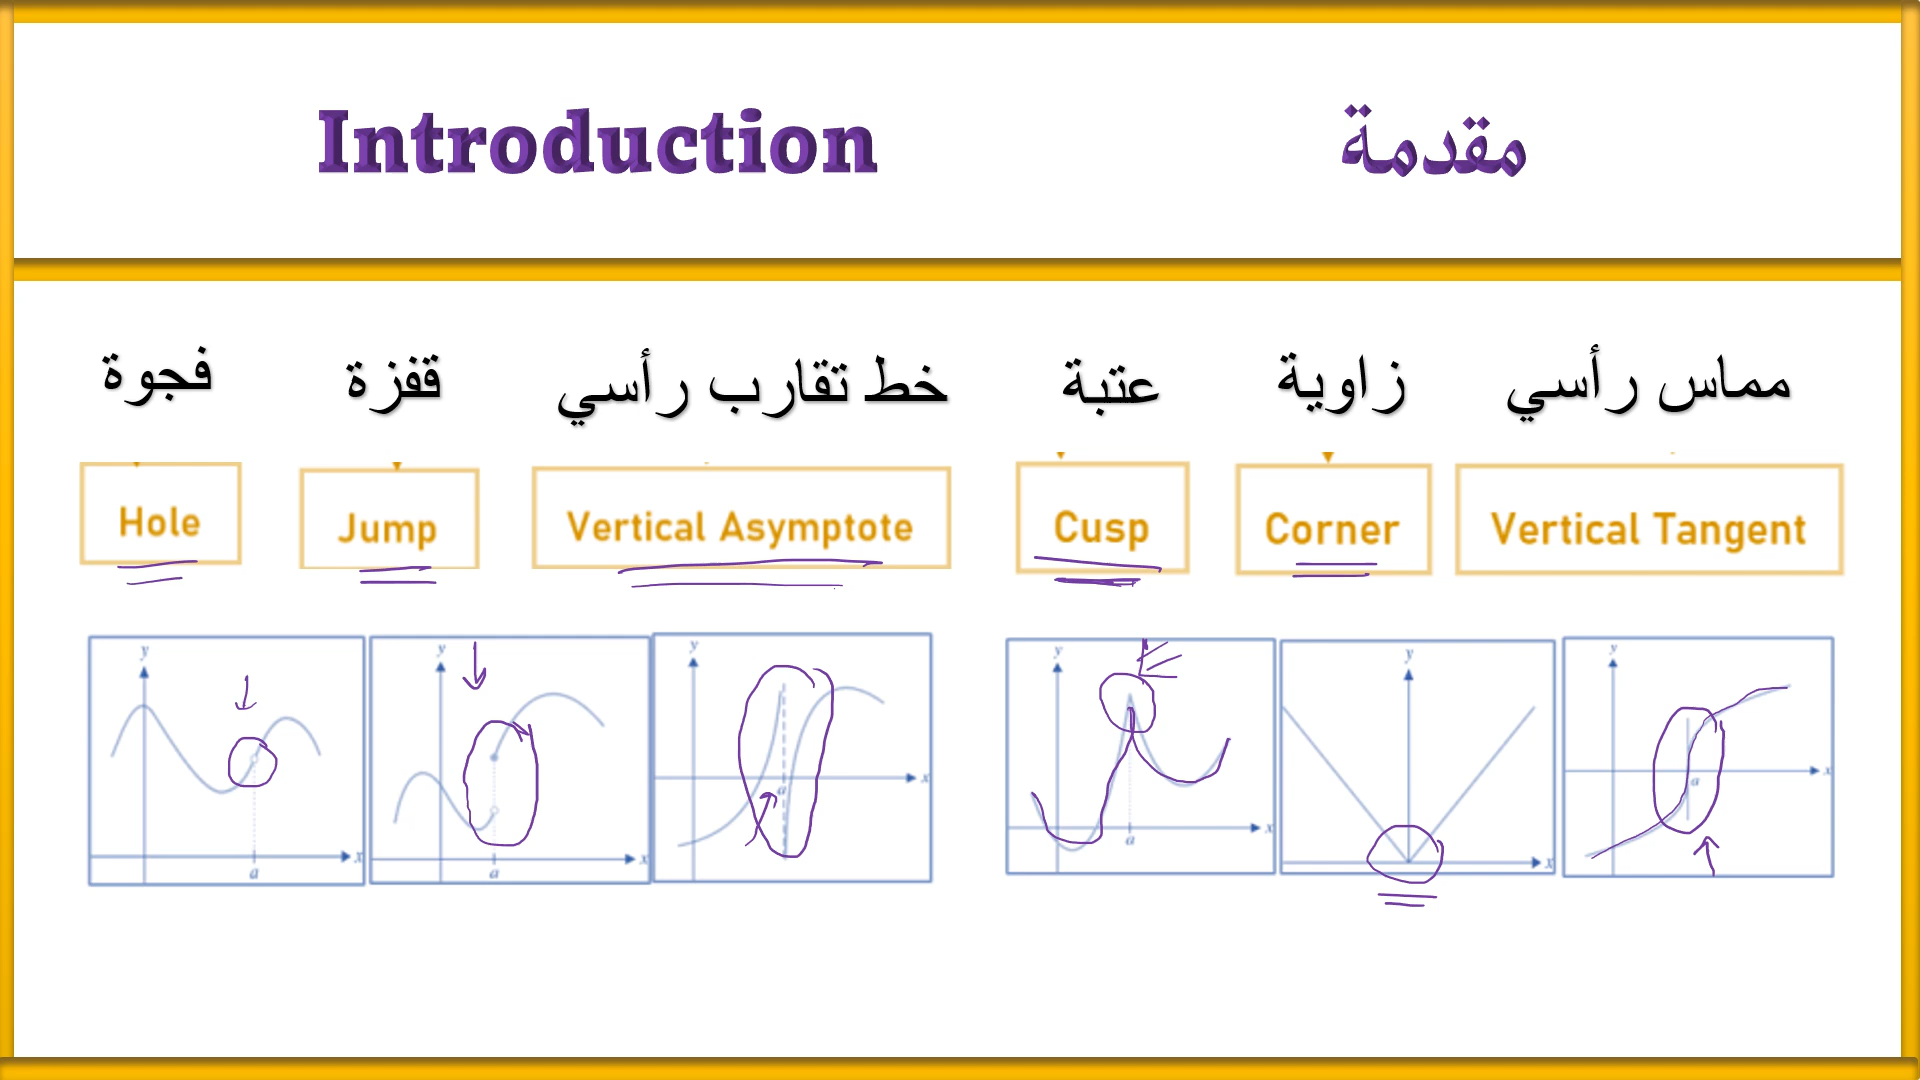 Introduction مقدمة
فجوة قفزة خط تقارب رأسي عتبة زاوية مماس رأسي
Hole Jump Vertical Asymptote Cusp Corner Vertical Tangent
y y y y y y
x x x x x x
a a a a a